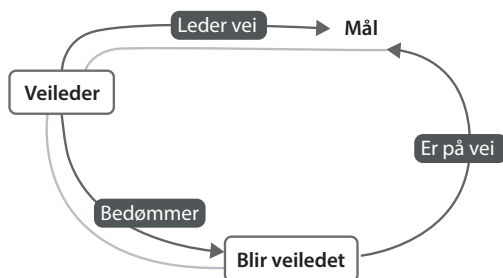 Leder vei
Mål
Veileder
Er på vei
Bedømmer
Blir veiledet